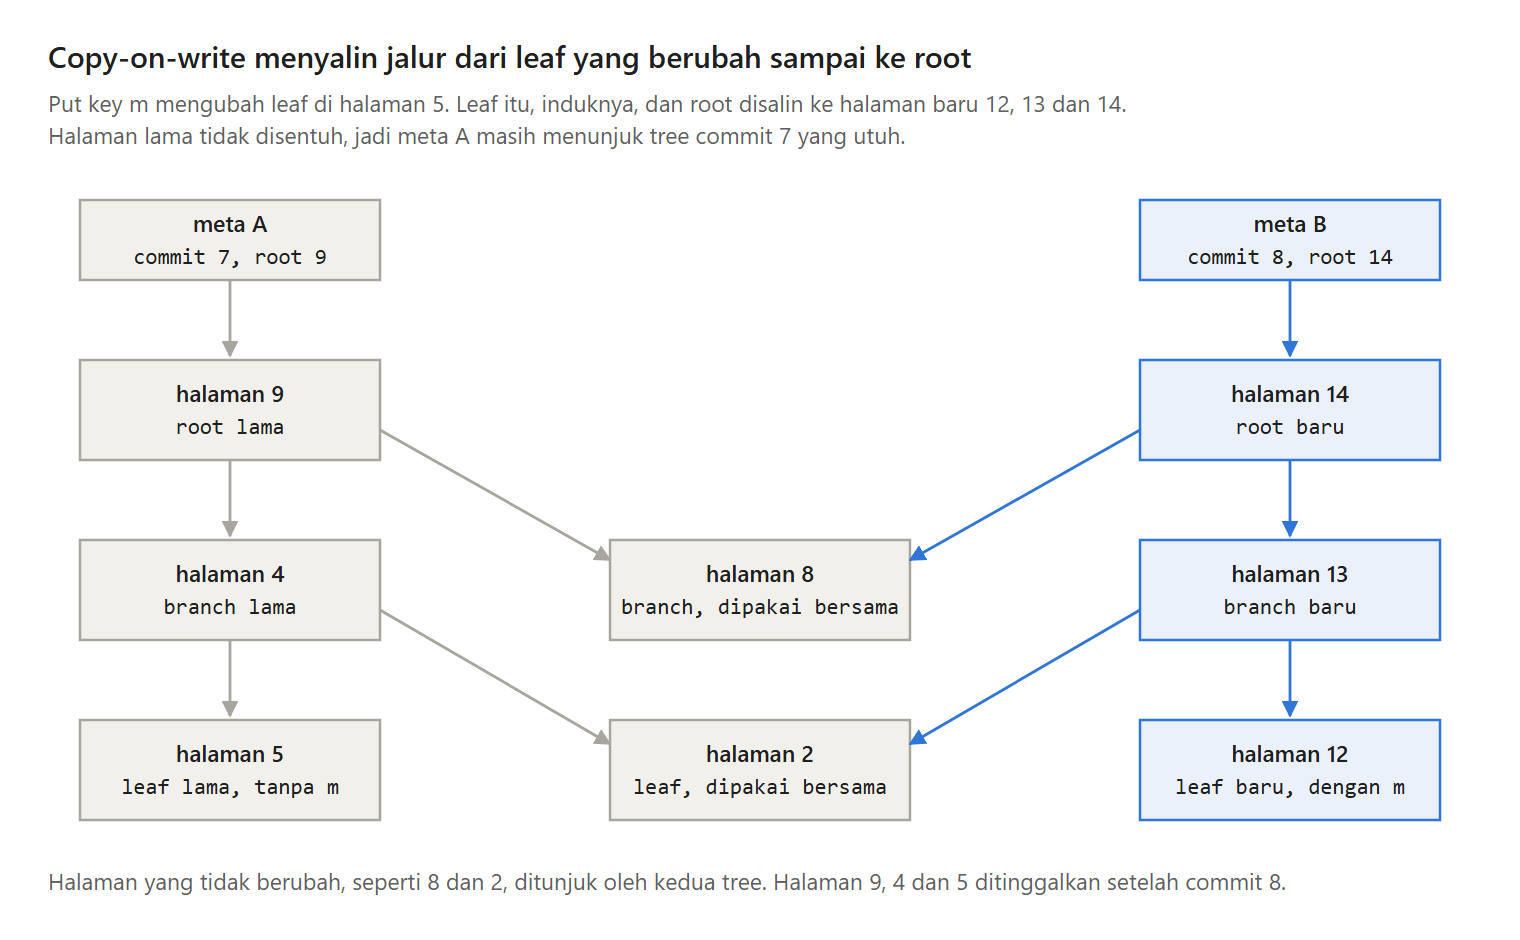 Copy-on-write menyalin jalur dari leaf yang berubah sampai ke root
Put key m mengubah leaf di halaman 5. Leaf itu, induknya, dan root disalin ke halaman baru 12, 13 dan 14.
Halaman lama tidak disentuh, jadi meta A masih menunjuk tree commit 7 yang utuh.
meta A
commit 7, root 9
meta B
commit 8, root 14
halaman 9
root lama
halaman 14
root baru
halaman 4
branch lama
halaman 8
branch, dipakai bersama
halaman 13
branch baru
halaman 5
leaf lama, tanpa m
halaman 2
leaf, dipakai bersama
halaman 12
leaf baru, dengan m
Halaman yang tidak berubah, seperti 8 dan 2, ditunjuk oleh kedua tree. Halaman 9, 4 dan 5 ditinggalkan setelah commit 8.